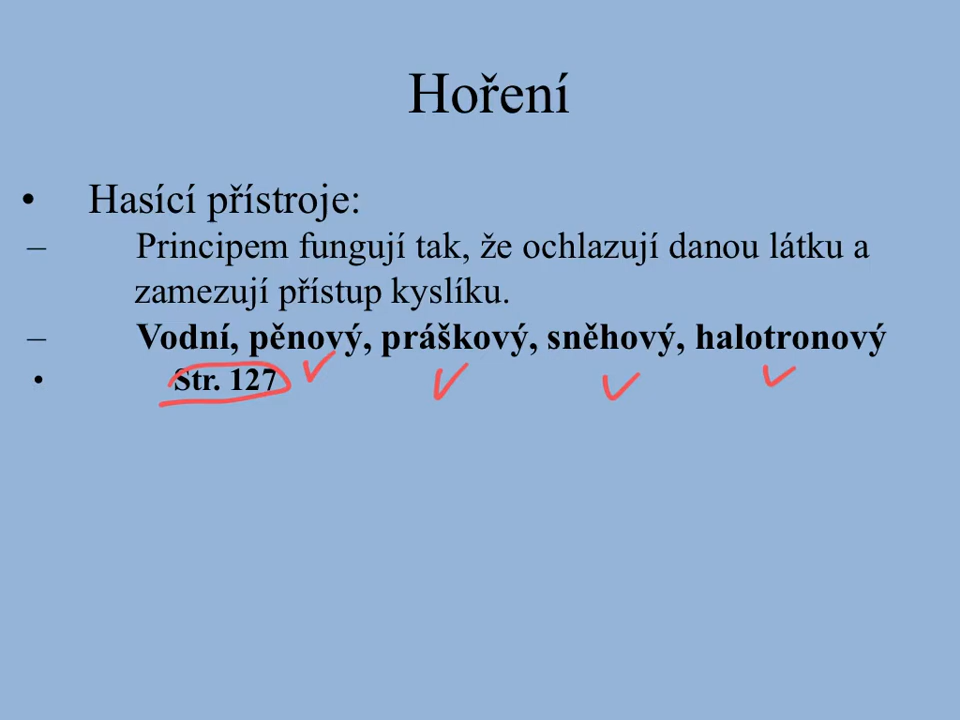 Hoření
• Hasící přístroje:
– Principem fungují tak, že ochlazují danou látku a
zamezují přístup kyslíku.
– Vodní, pěnový, práškový, sněhový, halotronový
• Str. 127